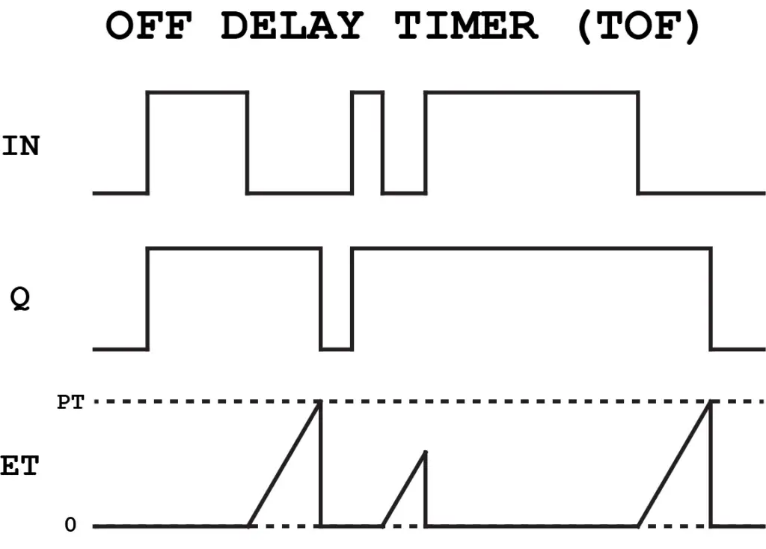 OFF DELAY TIMER (TOF)
IN
Q
PT
ET
0